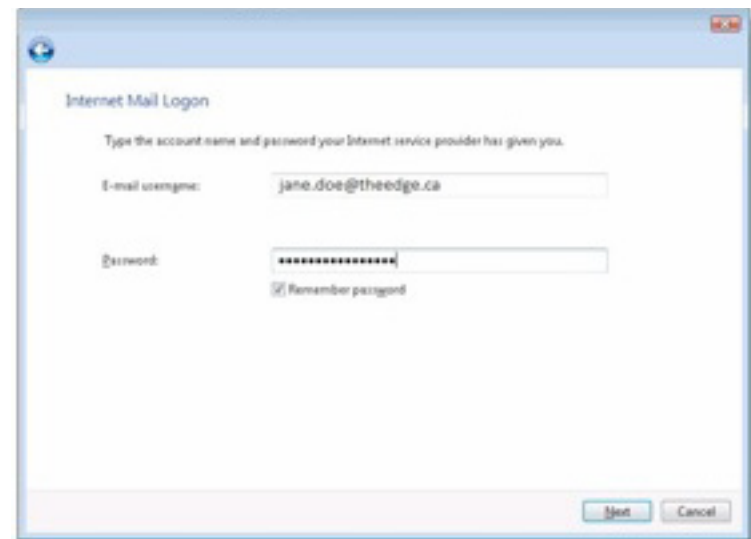 Internet Mail Logon
Type the account name and password your Internet service provider has given you.
E-mail username:
jane.doe@theedge.ca
Password:
••••••••••••••••
Remember password
Next
Cancel